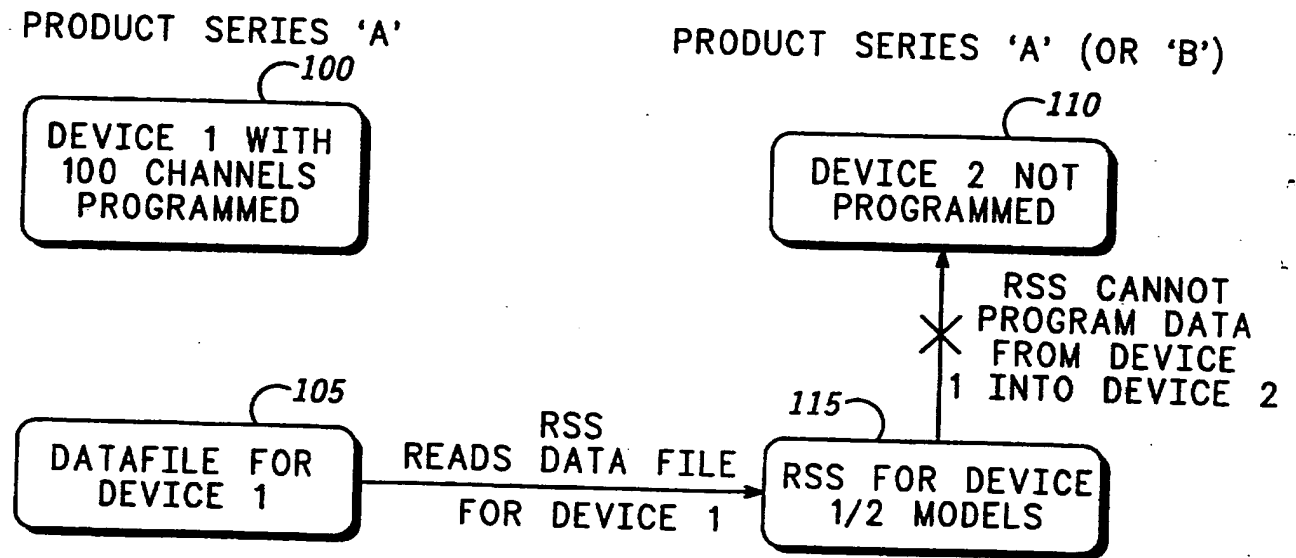 PRODUCT SERIES 'A'
100
DEVICE 1 WITH
100 CHANNELS
PROGRAMMED
PRODUCT SERIES 'A' (OR 'B')
110
DEVICE 2 NOT
PROGRAMMED
RSS CANNOT
PROGRAM DATA
FROM DEVICE
1 INTO DEVICE 2
105
DATAFILE FOR
DEVICE 1
RSS
READS DATA FILE
FOR DEVICE 1
115
RSS FOR DEVICE
1/2 MODELS